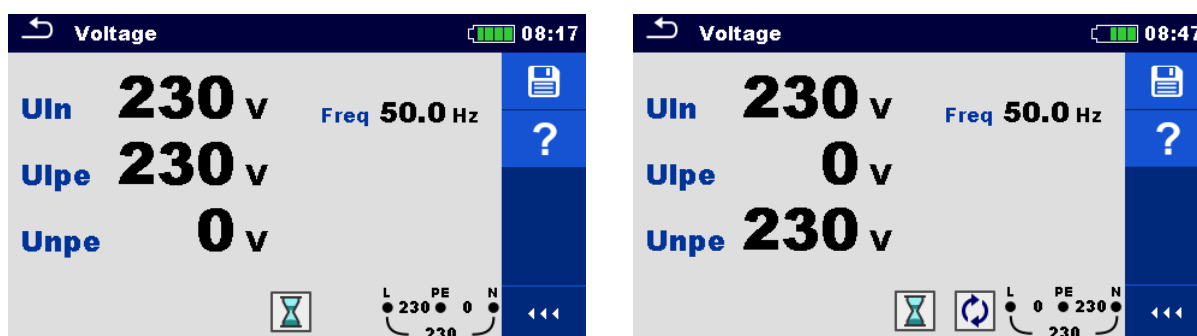 Voltage 08:17
Uln 230 V Freq 50.0 Hz
Ulpe 230 V
?
Unpe 0 V
L PE N
230 0
230
Voltage 08:47
Uln 230 V Freq 50.0 Hz
Ulpe 0 V
?
Unpe 230 V
L PE N
0 230
230